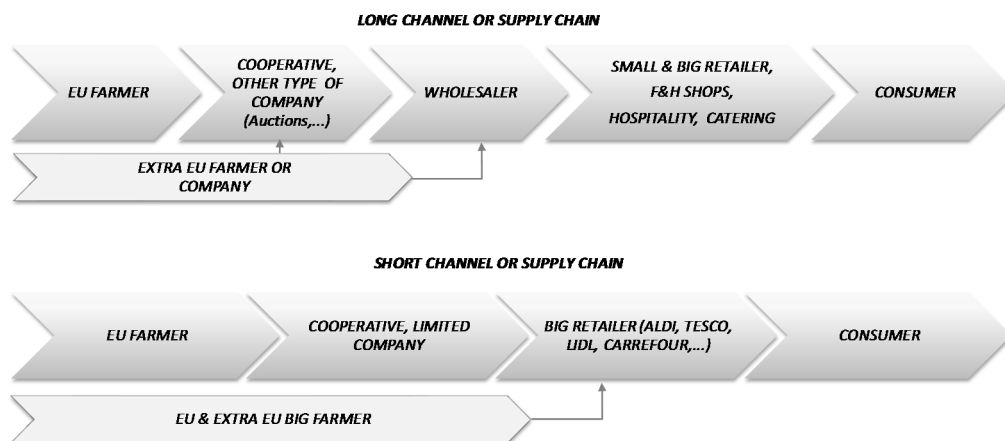 LONG CHANNEL OR SUPPLY CHAIN
EU FARMER
COOPERATIVE,
OTHER TYPE OF
COMPANY
(Auctions,...)
WHOLESALER
SMALL & BIG RETAILER,
F&H SHOPS,
HOSPITALITY, CATERING
CONSUMER
EXTRA EU FARMER OR
COMPANY
SHORT CHANNEL OR SUPPLY CHAIN
EU FARMER
COOPERATIVE, LIMITED
COMPANY
BIG RETAILER (ALDI, TESCO,
LIDL, CARREFOUR,...)
CONSUMER
EU & EXTRA EU BIG FARMER